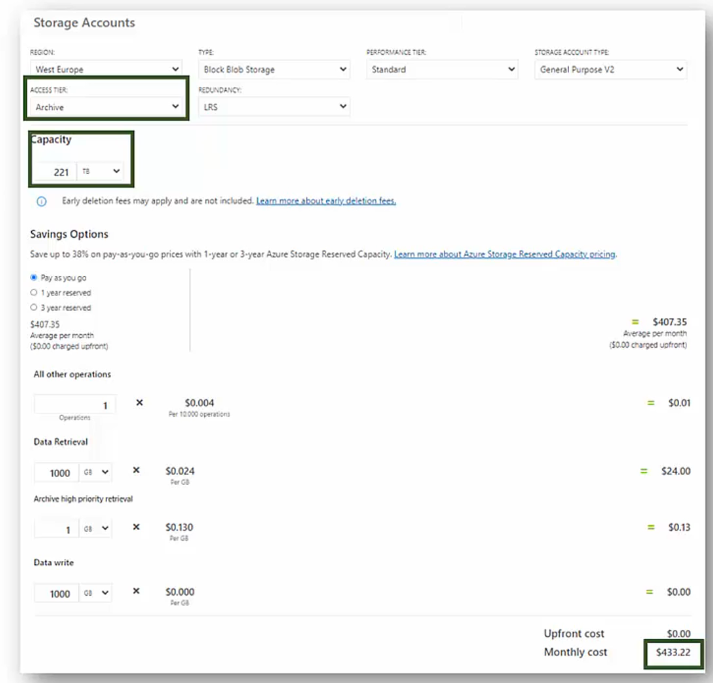 Storage Accounts
REGION: TYPE: PERFORMANCE TIER: STORAGE ACCOUNT TYPE:
West Europe Block Blob Storage Standard General Purpose V2
ACCESS TIER: REDUNDANCY:
Archive LRS
Capacity
221 TB
Early deletion fees may apply and are not included. Learn more about early deletion fees.
Savings Options
Save up to 38% on pay-as-you-go prices with 1-year or 3-year Azure Storage Reserved Capacity. Learn more about Azure Storage Reserved Capacity pricing.
Pay as you go
1 year reserved
3 year reserved
$407.35 = $407.35
Average per month Average per month
($0.00 charged upfront) ($0.00 charged upfront)
All other operations
1 × $0.004 = $0.01
Operations Per 10,000 operations
Data Retrieval
1000 GB × $0.024 = $24.00
Per GB
Archive high priority retrieval
1 GB × $0.130 = $0.13
Per GB
Data write
1000 GB × $0.000 = $0.00
Per GB
Upfront cost $0.00
Monthly cost $433.22